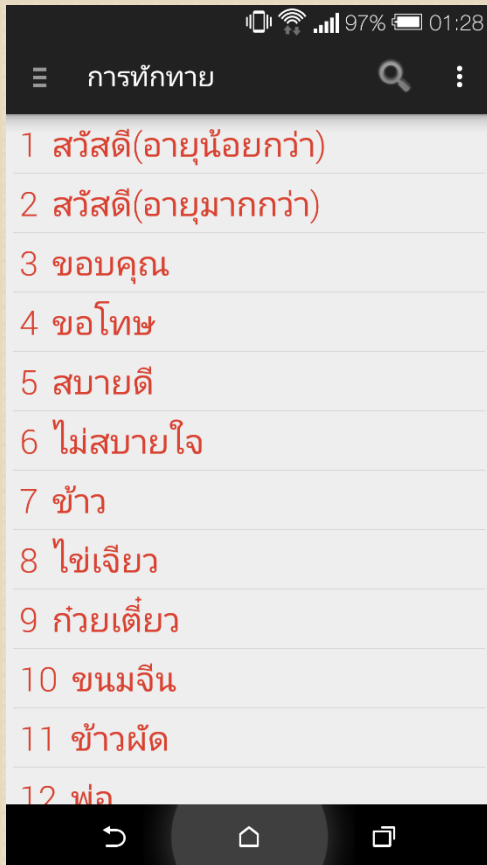 97% 01:28
การทักทาย
1 สวัสดี(อายุน้อยกว่า)
2 สวัสดี(อายุมากกว่า)
3 ขอบคุณ
4 ขอโทษ
5 สบายดี
6 ไม่สบายใจ
7 ข้าว
8 ไข่เจียว
9 ก๋วยเตี๋ยว
10 ขนมจีน
11 ข้าวผัด
12 พ่อ